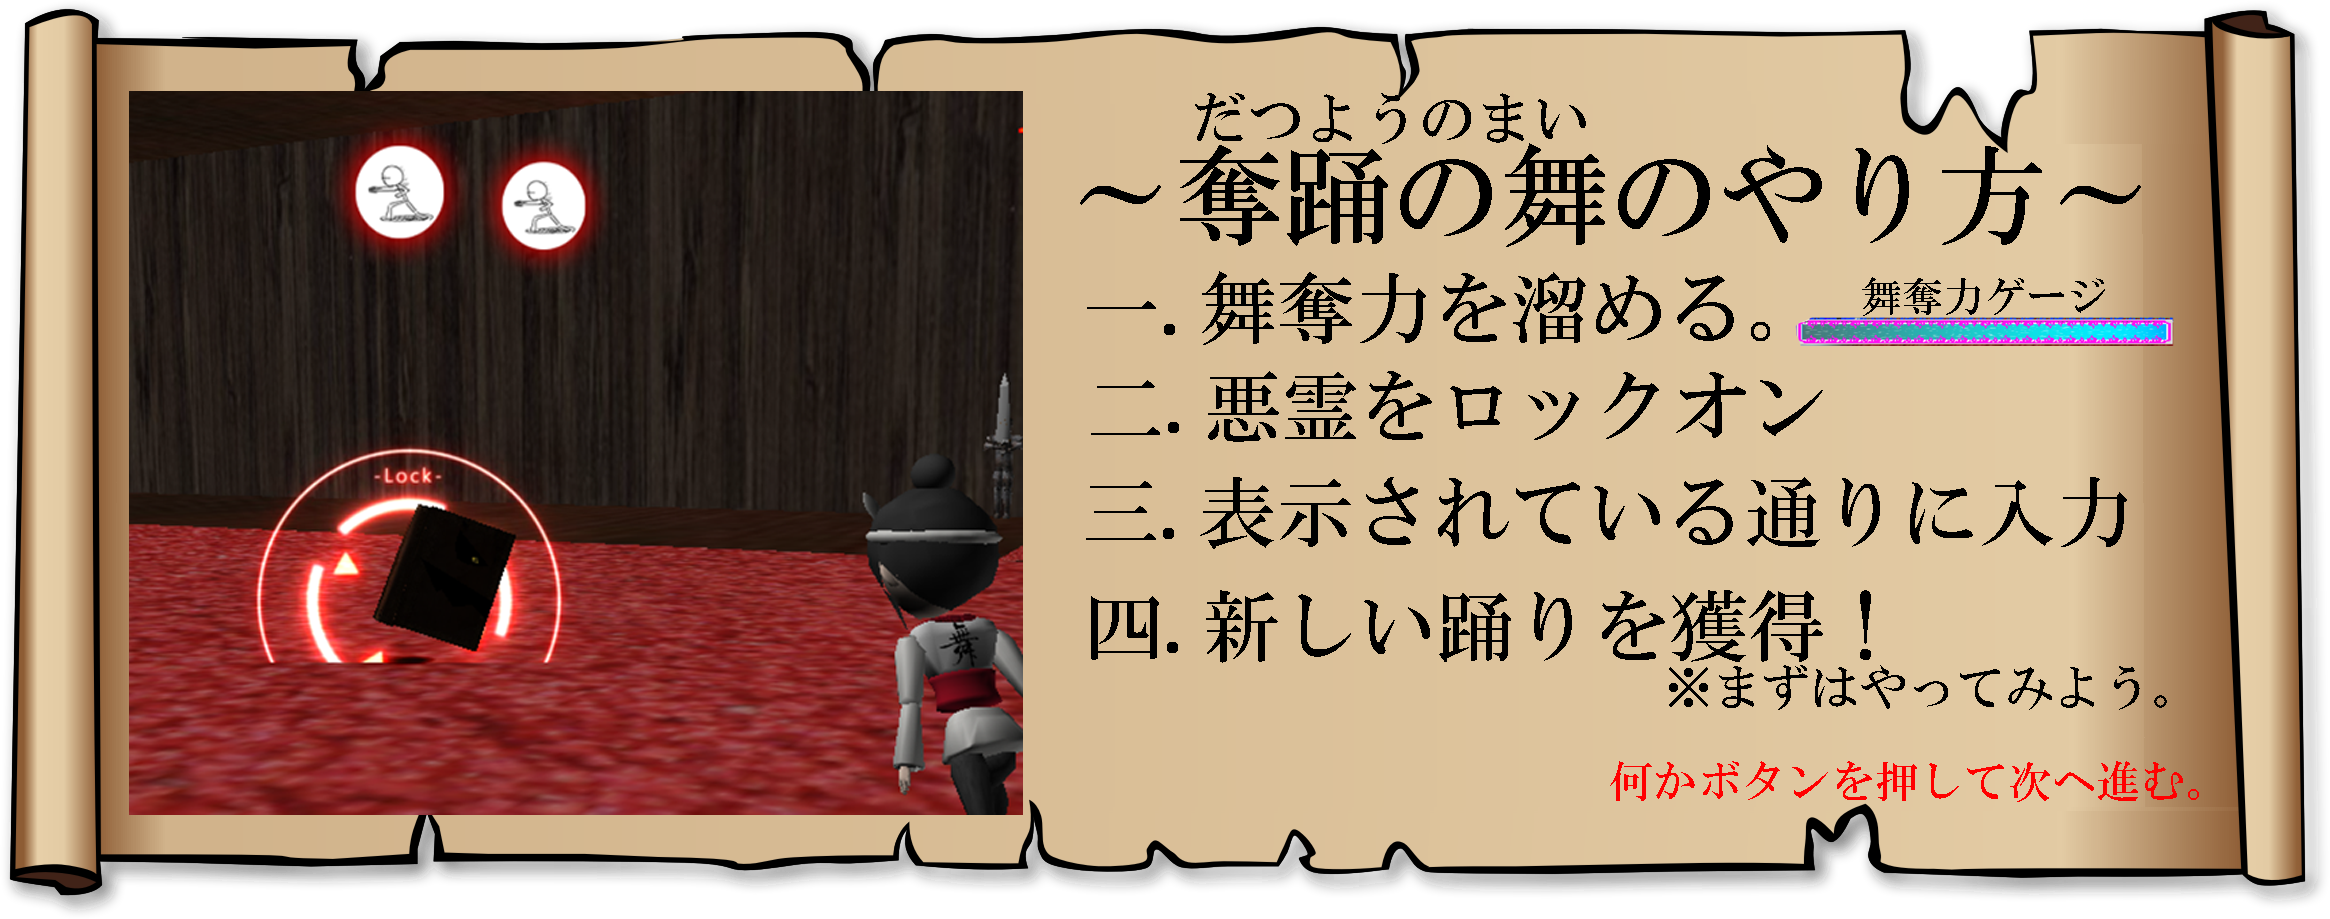 -Lock-
舞
だつようのまい
～奪踊の舞のやり方～
一. 舞奪力を溜める。
舞奪力ゲージ
二. 悪霊をロックオン
三. 表示されている通りに入力
四. 新しい踊りを獲得！
※まずはやってみよう。
何かボタンを押して次へ進む。